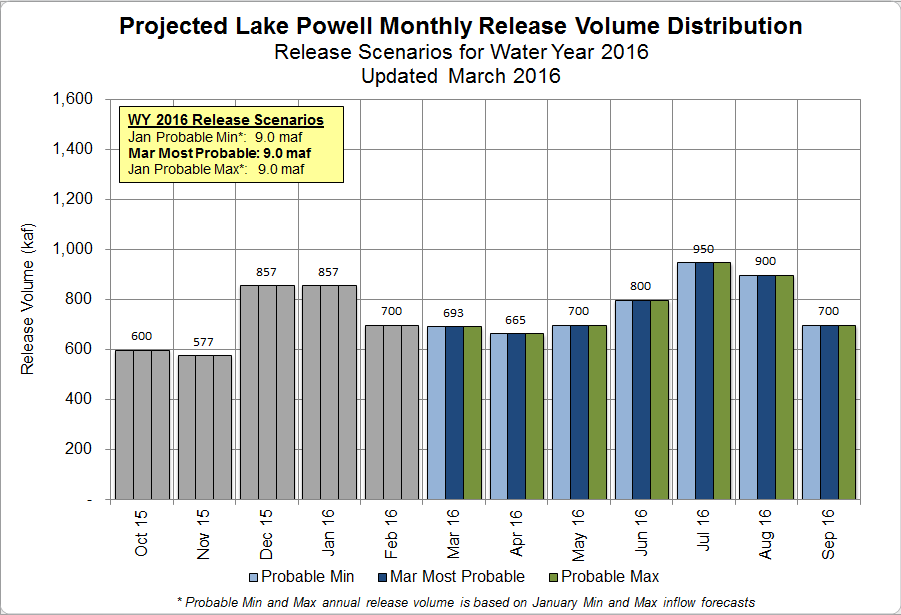 Projected Lake Powell Monthly Release Volume Distribution
Release Scenarios for Water Year 2016
Updated March 2016
WY 2016 Release Scenarios
Jan Probable Min*: 9.0 maf
Mar Most Probable: 9.0 maf
Jan Probable Max*: 9.0 maf
Release Volume (kaf)
1,600
1,400
1,200
1,000
800
600
400
200
-
600
577
857
857
700
693
665
700
800
950
900
700
Oct 15
Nov 15
Dec 15
Jan 16
Feb 16
Mar 16
Apr 16
May 16
Jun 16
Jul 16
Aug 16
Sep 16
Probable Min Mar Most Probable Probable Max
* Probable Min and Max annual release volume is based on January Min and Max inflow forecasts